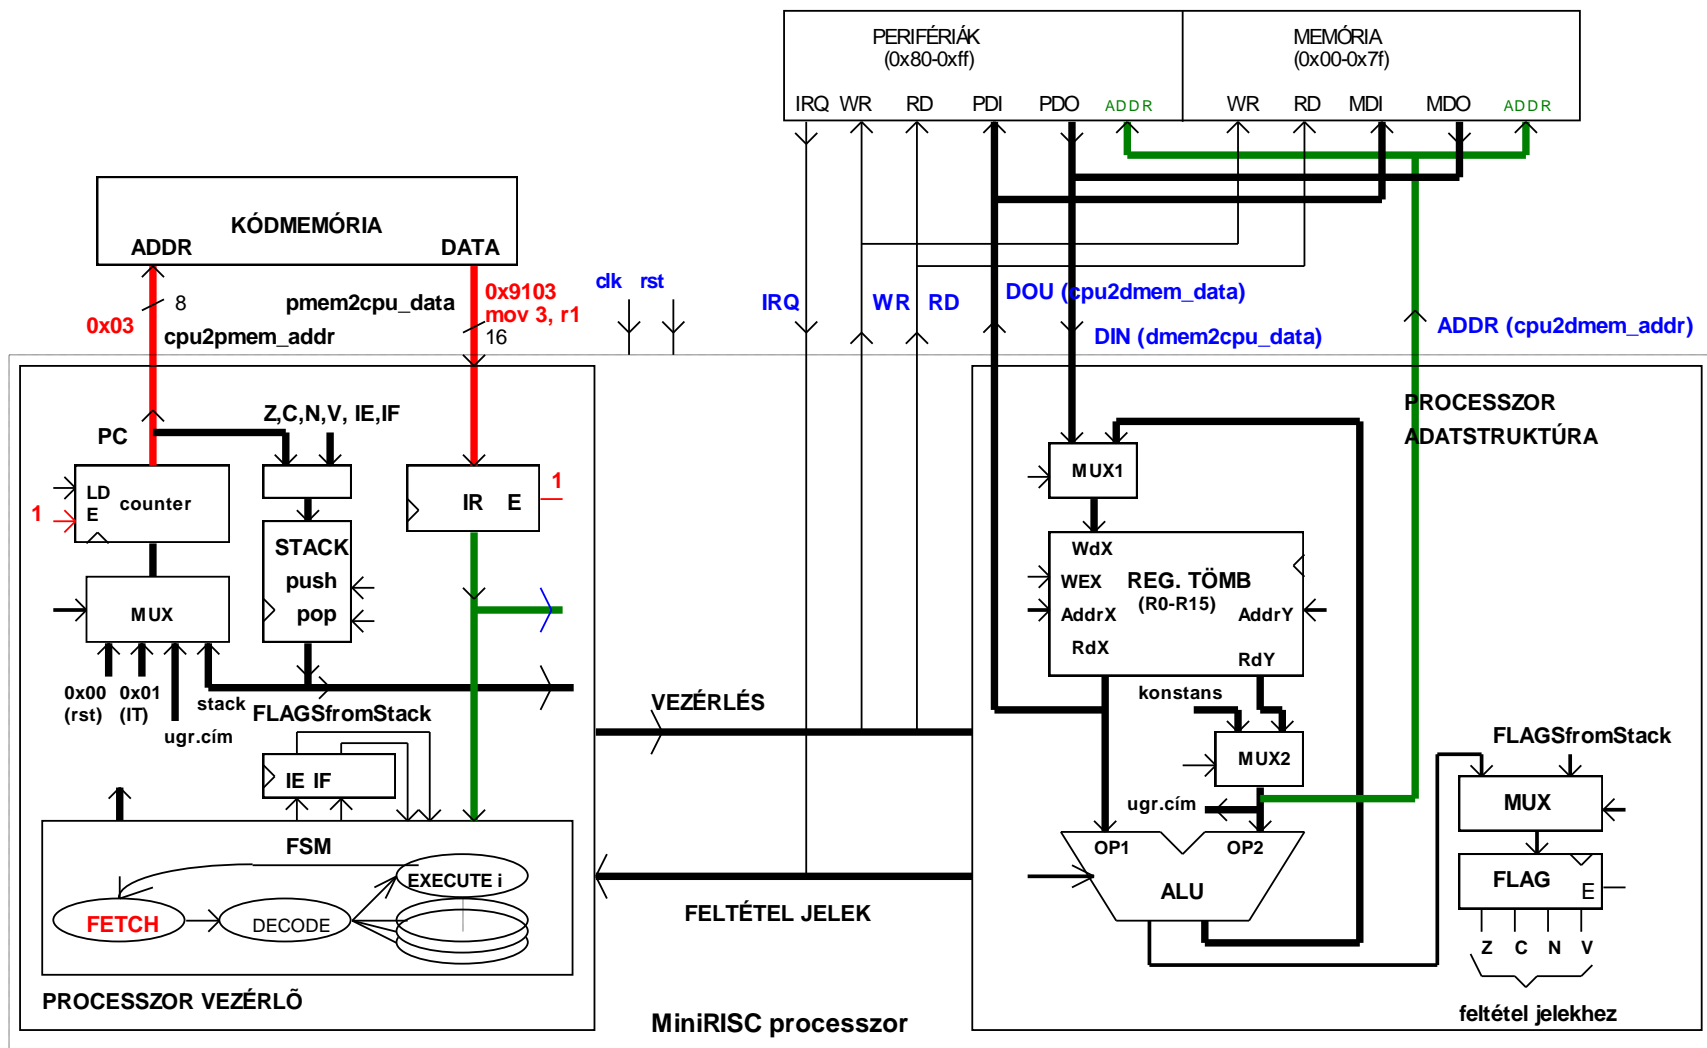 PERIFÉRIÁK
(0x80-0xff)
MEMÓRIA
(0x00-0x7f)
IRQ WR RD PDI PDO ADDR
WR RD MDI MDO ADDR
KÓDMEMÓRIA
ADDR DATA
0x03
8
cpu2pmem_addr
pmem2cpu_data
0x9103
mov 3, r1
16
clk rst
IRQ
WR RD
DOU (cpu2dmem_data)
DIN (dmem2cpu_data)
ADDR (cpu2dmem_addr)
PC
Z,C,N,V, IE,IF
LD
E
counter
1
IR E
1
STACK
push
pop
MUX
0x00
(rst)
0x01
(IT)
ugr.cím
stack
FLAGSfromStack
IE IF
FSM
FETCH
DECODE
EXECUTE i
PROCESSZOR VEZÉRLÕ
VEZÉRLÉS
FELTÉTEL JELEK
MiniRISC processzor
PROCESSZOR
ADATSTRUKTÚRA
MUX1
WdX
WEX
REG. TÖMB
(R0-R15)
AddrX
AddrY
RdX
RdY
konstans
MUX2
ugr.cím
OP1 OP2
ALU
FLAGSfromStack
MUX
FLAG
E
Z C N V
feltétel jelekhez